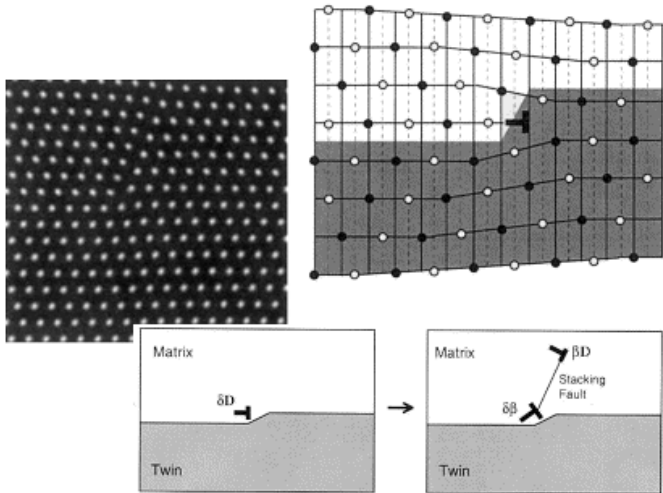 Matrix
δD
Twin
Matrix
βD
Stacking
Fault
δβ
Twin